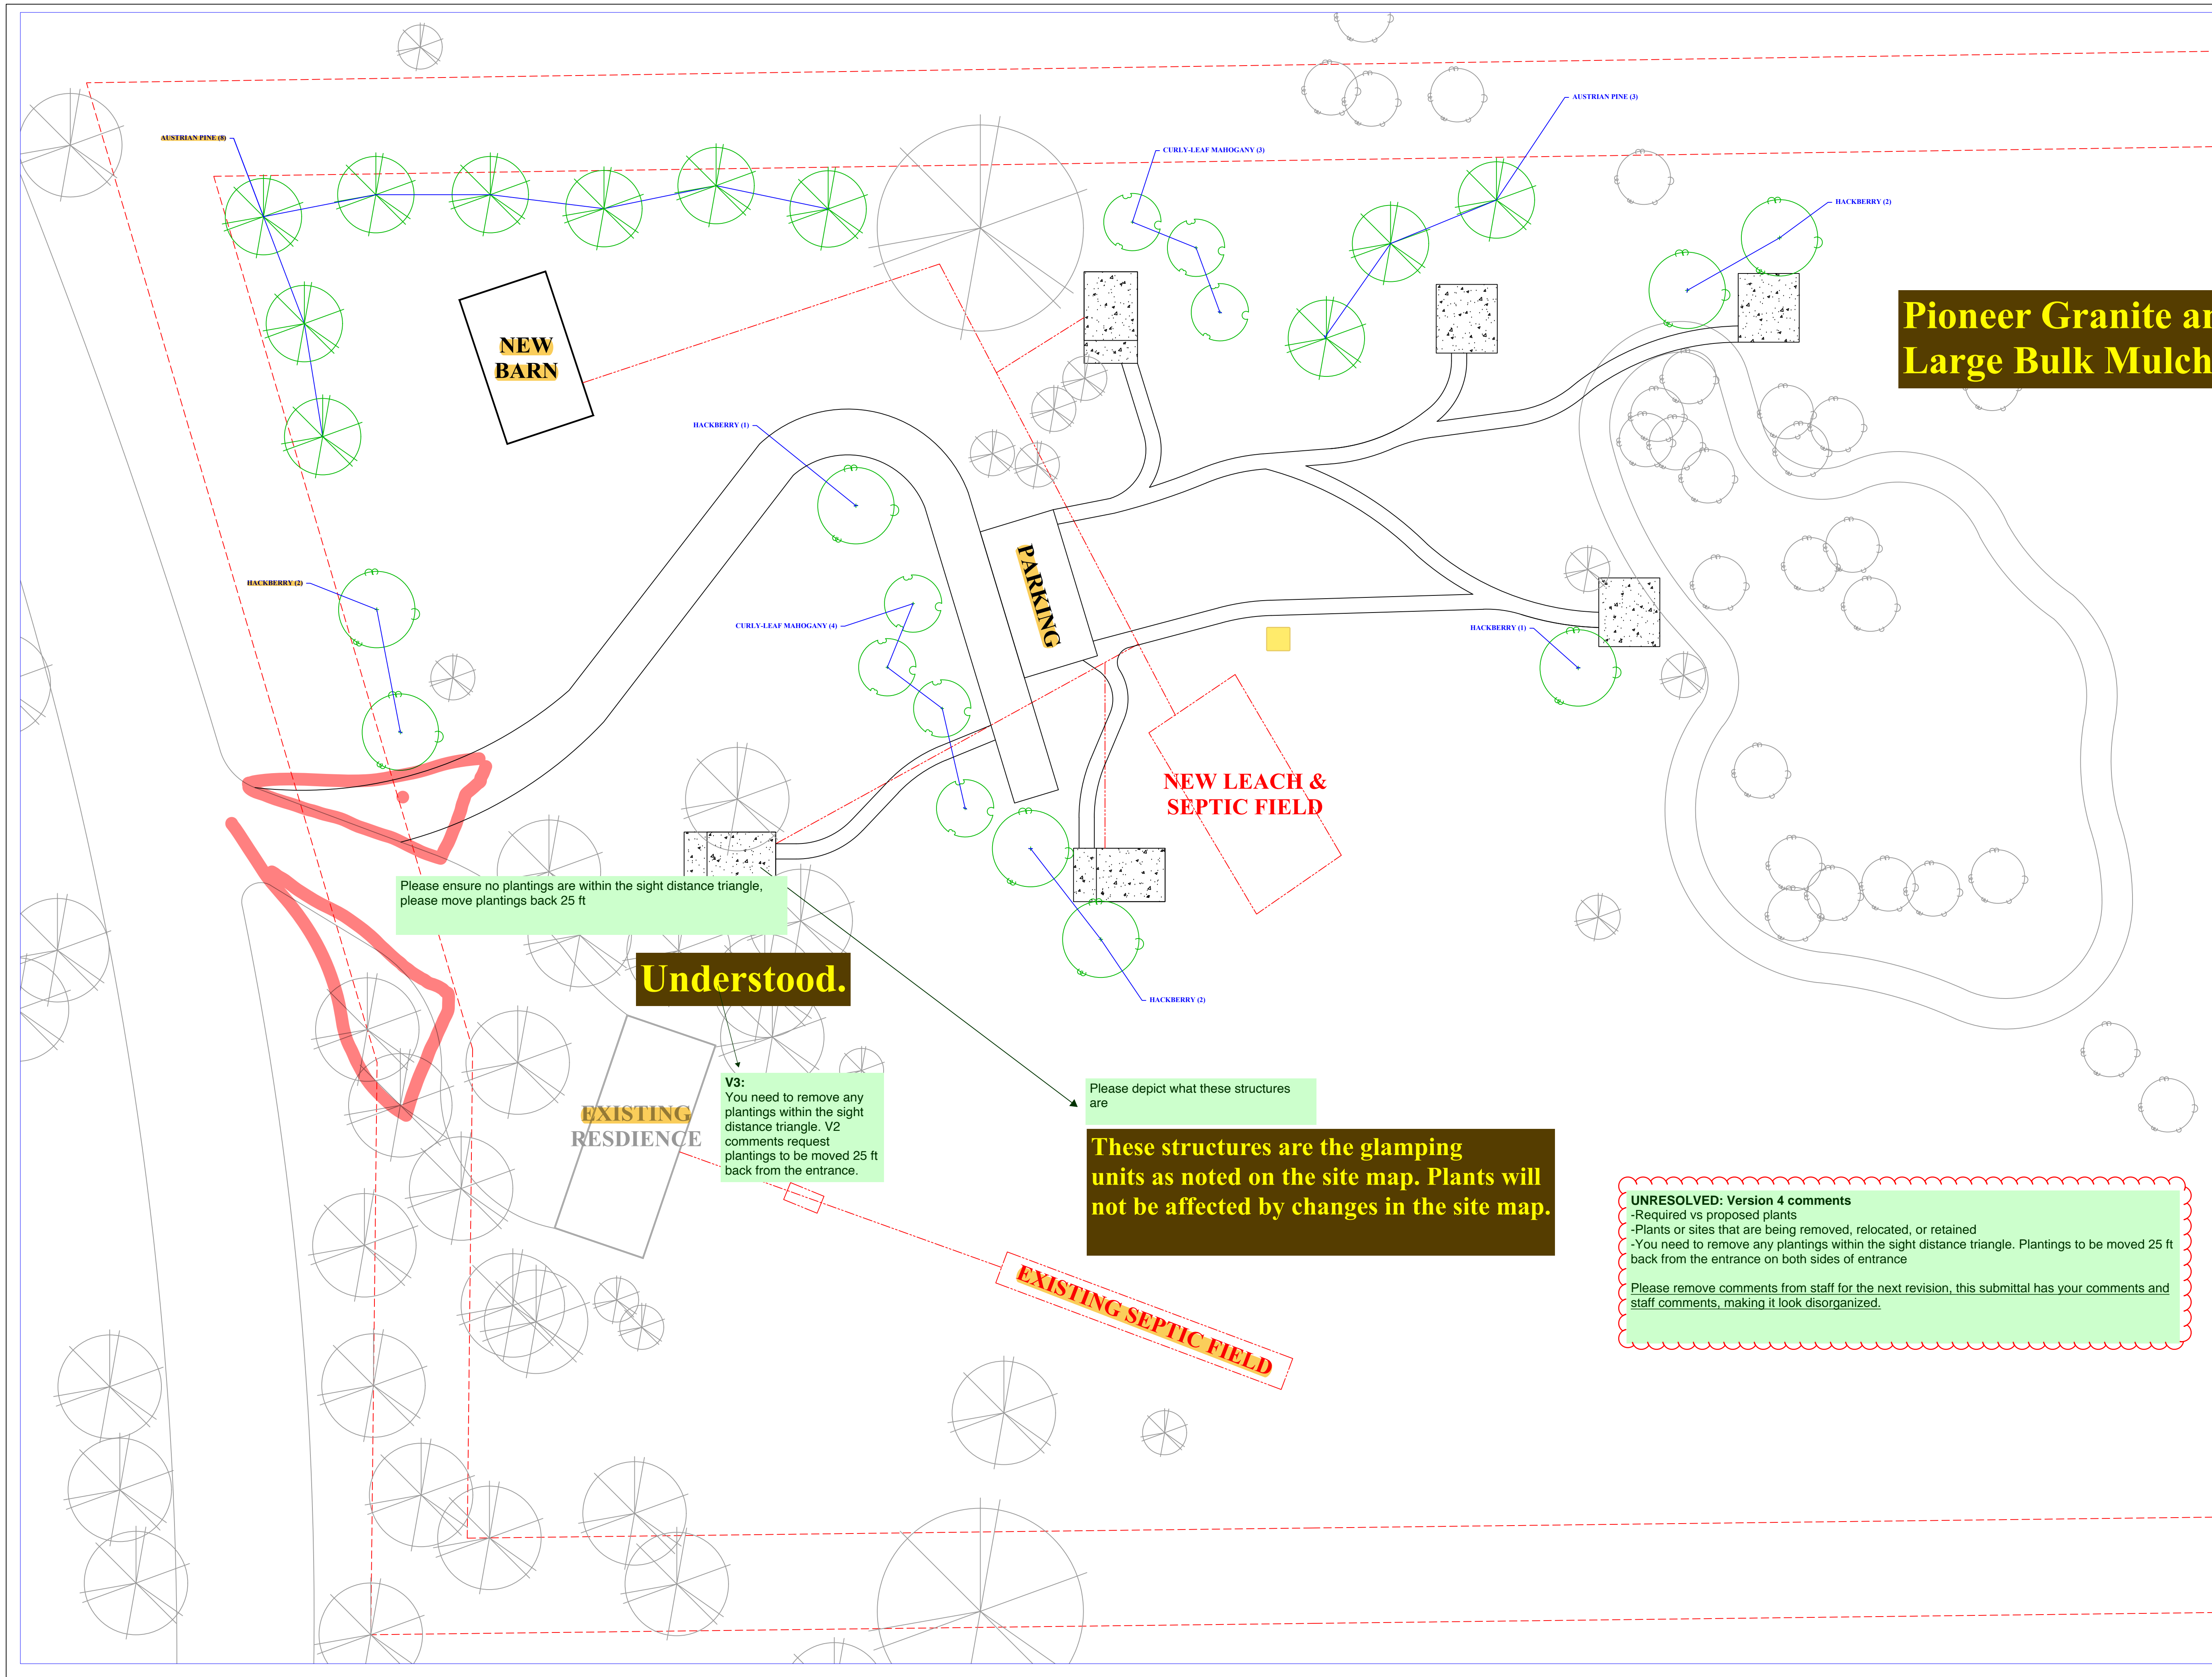 AUSTRIAN PINE (3)
AUSTRIAN PINE (8)
CURLY-LEAF MAHOGANY (3)
HACKBERRY (2)
Pioneer Granite
Large Bulk Mulch
NEW
BARN
HACKBERRY (1)
PARKING
HACKBERRY (2)
CURLY-LEAF MAHOGANY (4)
HACKBERRY (1)
NEW LEACH &
SEPTIC FIELD
Please ensure no plantings are within the sight distance triangle,
please move plantings back 25 ft
Understood.
HACKBERRY (2)
V3:
You need to remove any
plantings within the sight
distance triangle. V2
comments request
plantings to be moved 25 ft
back from the entrance.
EXISTING
RESDIENCE
Please depict what these structures
are
These structures are the glamping
units as noted on the site map. Plants will
not be affected by changes in the site map.
UNRESOLVED: Version 4 comments
-Required vs proposed plants
-Plants or sites that are being removed, relocated, or retained
-You need to remove any plantings within the sight distance triangle. Plantings to be moved 25 ft
back from the entrance on both sides of entrance
Please remove comments from staff for the next revision, this submittal has your comments and
staff comments, making it look disorganized.
EXISTING SEPTIC FIELD